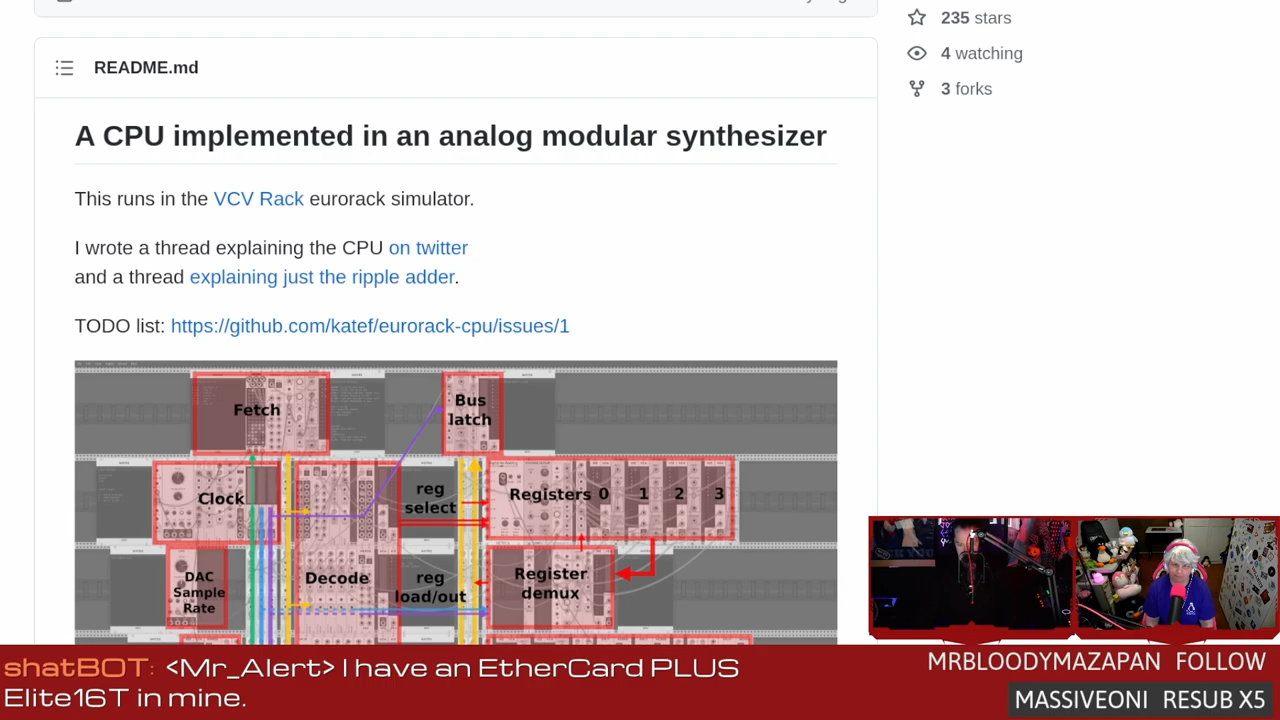 235 stars
4 watching
3 forks
README.md
A CPU implemented in an analog modular synthesizer
This runs in the VCV Rack eurorack simulator.
I wrote a thread explaining the CPU on twitter
and a thread explaining just the ripple adder.
TODO list: https://github.com/katef/eurorack-cpu/issues/1
Fetch
Bus
latch
Clock
reg
select
Registers 0 1 2 3
DAC
Sample
Rate
Decode
reg
load/out
Register
demux
shatBOT: <Mr_Alert> I have an EtherCard PLUS
Elite16T in mine.
MRBLOODYMAZAPAN FOLLOW
MASSIVEONI RESUB X5